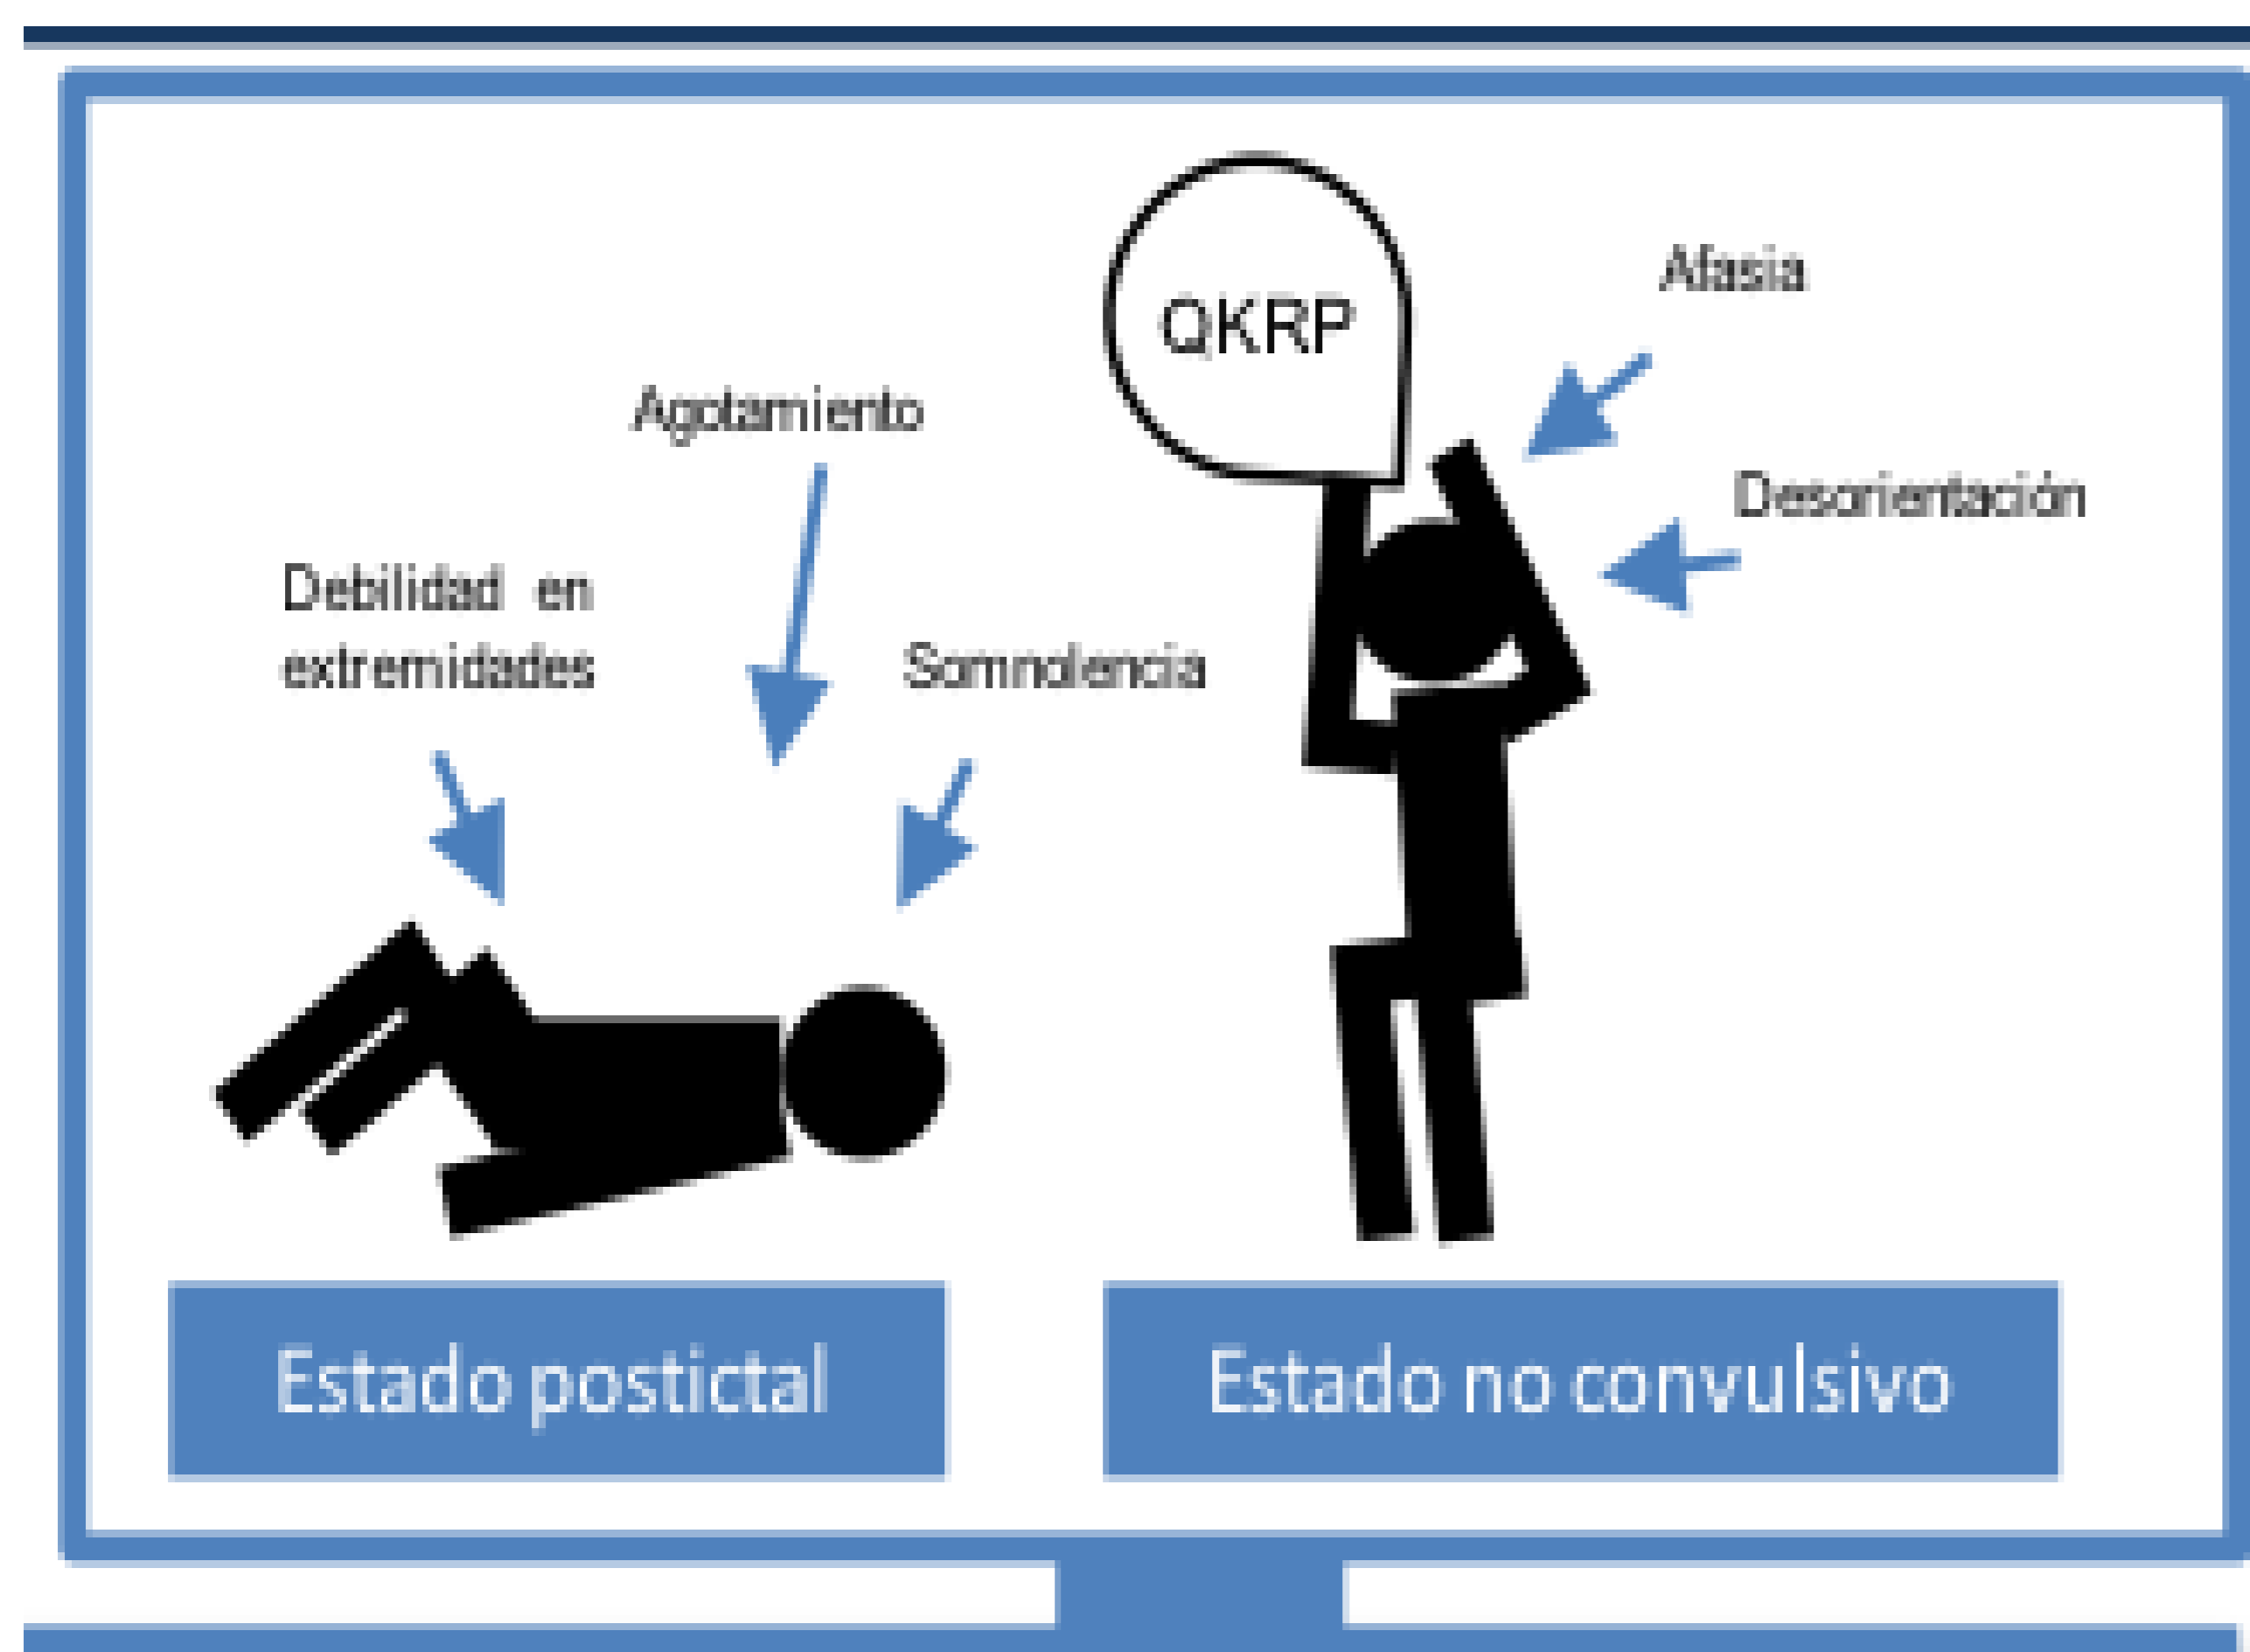 QKRP
Afasia
Agotamiento
Desorientación
Debilidad en
extremidades
Somnolencia
Estado postictal
Estado no convulsivo